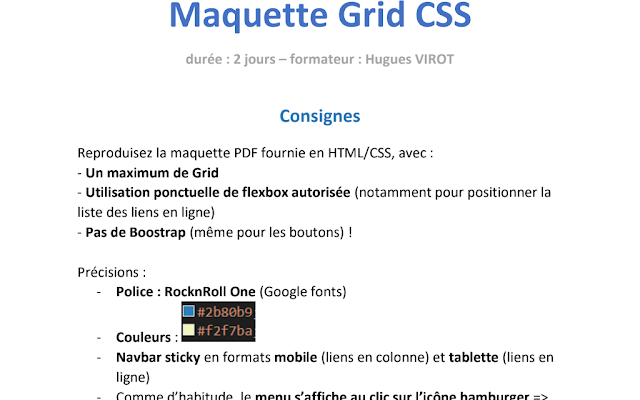 Maquette Grid CSS
durée : 2 jours – formateur : Hugues VIROT
Consignes
Reproduisez la maquette PDF fournie en HTML/CSS, avec :
- Un maximum de Grid
- Utilisation ponctuelle de flexbox autorisée (notamment pour positionner la
liste des liens en ligne)
- Pas de Boostrap (même pour les boutons) !
Précisions :
- Police : RocknRoll One (Google fonts)
#2b80b9
#f2f7ba
- Couleurs :
- Navbar sticky en formats mobile (liens en colonne) et tablette (liens en
ligne)
- Comme d’habitude, le menu s’affiche au clic sur l’icône hamburger =>